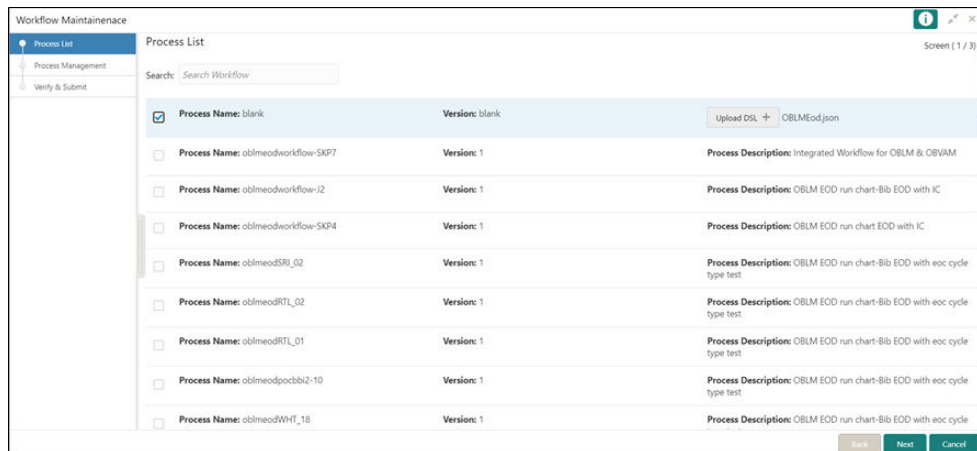 Workflow Maintainenace
Process List
Process List
Screen ( 1 / 3)
Process Management
Search: Search Workflow
Verify & Submit
Process Name: blank Version: blank Upload DSL + OBLMEod.json
Process Name: oblmeodworkflow-SKP7 Version: 1 Process Description: Integrated Workflow for OBLM & OBVAM
Process Name: oblmeodworkflow-J2 Version: 1 Process Description: OBLM EOD run chart-Bib EOD with IC
Process Name: oblmeodworkflow-SKP4 Version: 1 Process Description: OBLM EOD run chart EOD with IC
Process Name: oblmeodSRI_02 Version: 1 Process Description: OBLM EOD run chart-Bib EOD with eoc cycle
type test
Process Name: oblmeodRTL_02 Version: 1 Process Description: OBLM EOD run chart-Bib EOD with eoc cycle
type test
Process Name: oblmeodRTL_01 Version: 1 Process Description: OBLM EOD run chart-Bib EOD with eoc cycle
type test
Process Name: oblmeodpocbbi2-10 Version: 1 Process Description: OBLM EOD run chart-Bib EOD with eoc cycle
type test
Process Name: oblmeodWHT_18 Version: 1 Process Description: OBLM EOD run chart-Bib EOD with eoc cycle
Back Next Cancel